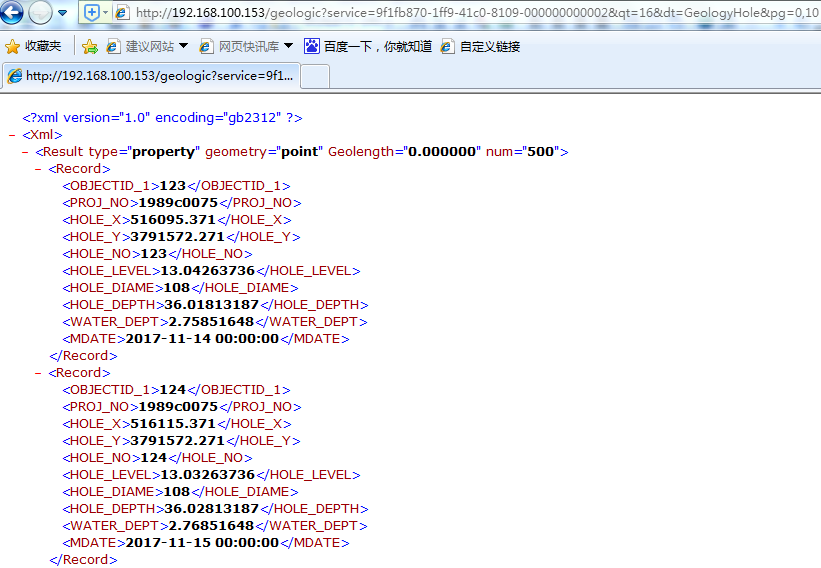 http://192.168.100.153/geologic?service=9f1fb870-1ff9-41c0-8109-000000000002&qt=16&dt=GeologyHole&pg=0,10
收藏夹 建议网站 网页快讯库 百度一下，你就知道 自定义链接
http://192.168.100.153/geologic?service=9f1...
<?xml version="1.0" encoding="gb2312" ?>
- <Xml>
- <Result type="property" geometry="point" Geolength="0.000000" num="500">
- <Record>
<OBJECTID_1>123</OBJECTID_1>
<PROJ_NO>1989c0075</PROJ_NO>
<HOLE_X>516095.371</HOLE_X>
<HOLE_Y>3791572.271</HOLE_Y>
<HOLE_NO>123</HOLE_NO>
<HOLE_LEVEL>13.04263736</HOLE_LEVEL>
<HOLE_DIAME>108</HOLE_DIAME>
<HOLE_DEPTH>36.01813187</HOLE_DEPTH>
<WATER_DEPT>2.75851648</WATER_DEPT>
<MDATE>2017-11-14 00:00:00</MDATE>
</Record>
- <Record>
<OBJECTID_1>124</OBJECTID_1>
<PROJ_NO>1989c0075</PROJ_NO>
<HOLE_X>516115.371</HOLE_X>
<HOLE_Y>3791572.271</HOLE_Y>
<HOLE_NO>124</HOLE_NO>
<HOLE_LEVEL>13.03263736</HOLE_LEVEL>
<HOLE_DIAME>108</HOLE_DIAME>
<HOLE_DEPTH>36.02813187</HOLE_DEPTH>
<WATER_DEPT>2.76851648</WATER_DEPT>
<MDATE>2017-11-15 00:00:00</MDATE>
</Record>